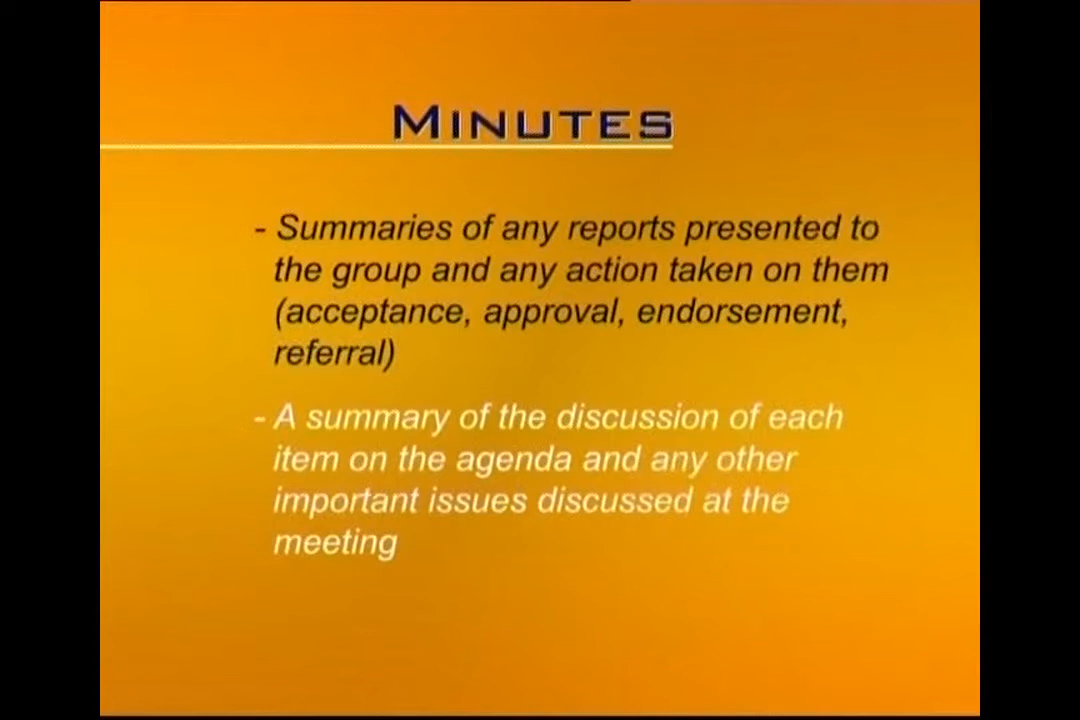 MINUTES
- Summaries of any reports presented to
the group and any action taken on them
(acceptance, approval, endorsement,
referral)
- A summary of the discussion of each
item on the agenda and any other
important issues discussed at the
meeting